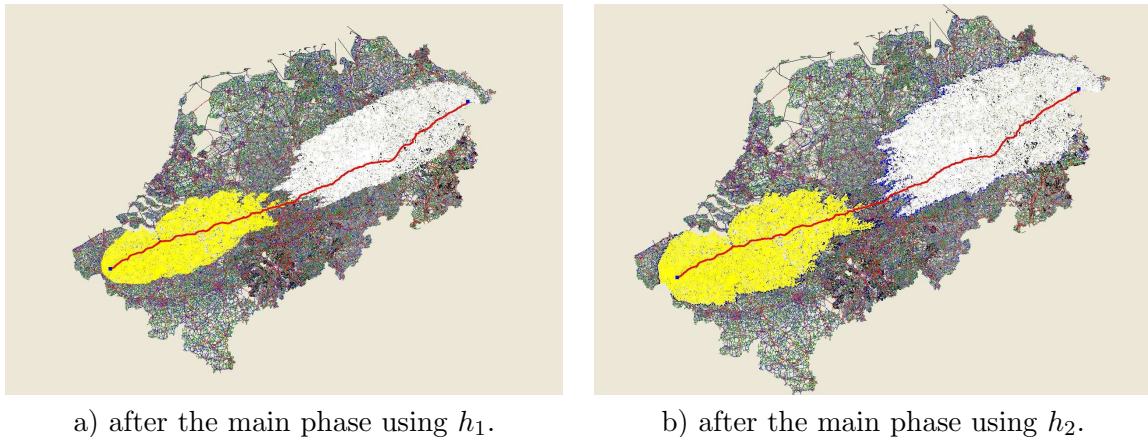 a) after the main phase using h₁.
b) after the main phase using h₂.